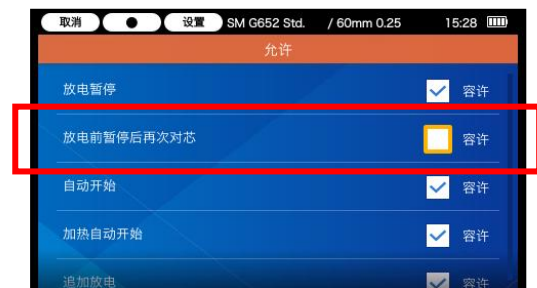 取消 ● 设置 SM G652 Std. / 60mm 0.25 15:28
允许
放电暂停 容许
放电前暂停后再次对芯 容许
自动开始 容许
加热自动开始 容许
追加放电 容许